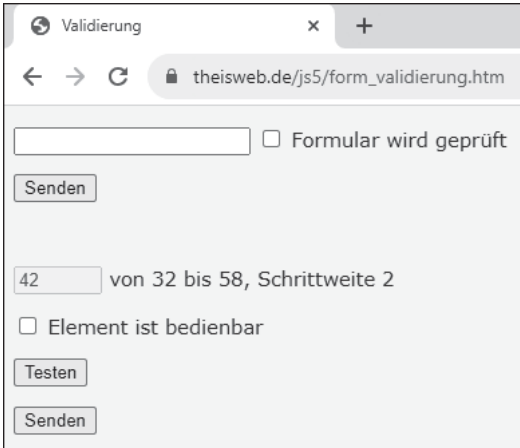 Validierung
theisweb.de/js5/form_validierung.htm
Formular wird geprüft
Senden
42 von 32 bis 58, Schrittweite 2
Element ist bedienbar
Testen
Senden